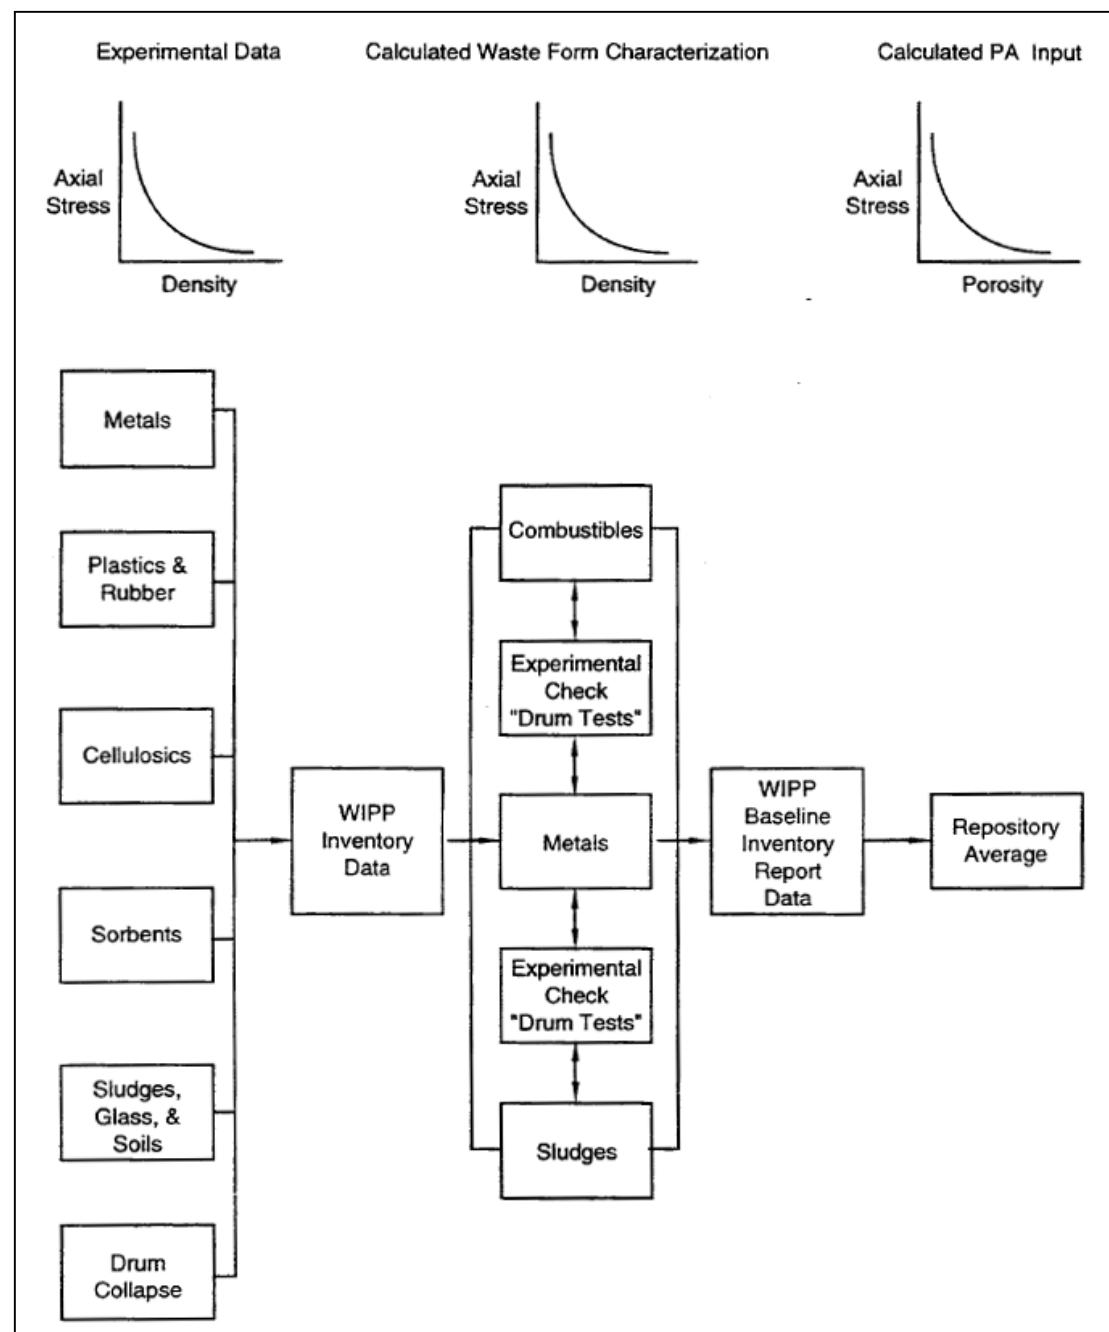 Experimental Data
Calculated Waste Form Characterization
Calculated PA Input
Axial
Stress
Density
Axial
Stress
Density
Axial
Stress
Porosity
Metals
Plastics &
Rubber
Cellulosics
Sorbents
Sludges,
Glass, &
Soils
Drum
Collapse
WIPP
Inventory
Data
Combustibles
Experimental
Check
"Drum Tests"
Metals
Experimental
Check
"Drum Tests"
Sludges
WIPP
Baseline
Inventory
Report
Data
Repository
Average